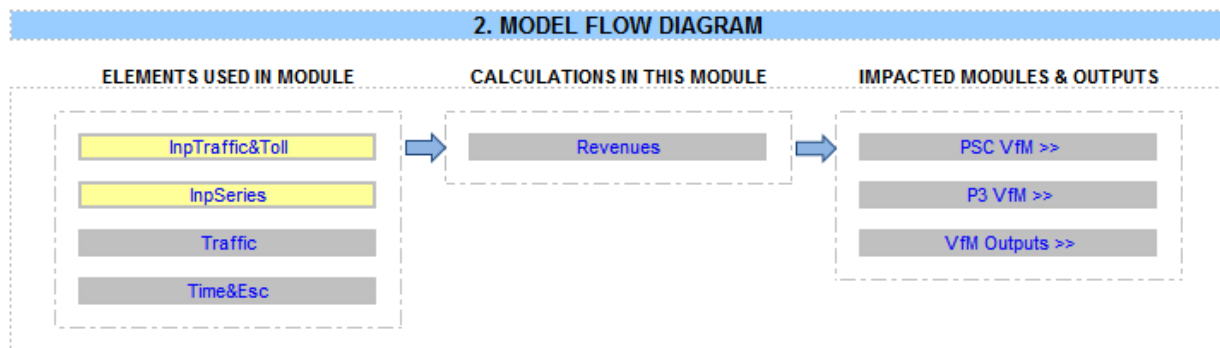 2. MODEL FLOW DIAGRAM
ELEMENTS USED IN MODULE
CALCULATIONS IN THIS MODULE
IMPACTED MODULES & OUTPUTS
InpTraffic&Toll
InpSeries
Traffic
Time&Esc
Revenues
PSC VfM >>
P3 VfM >>
VfM Outputs >>